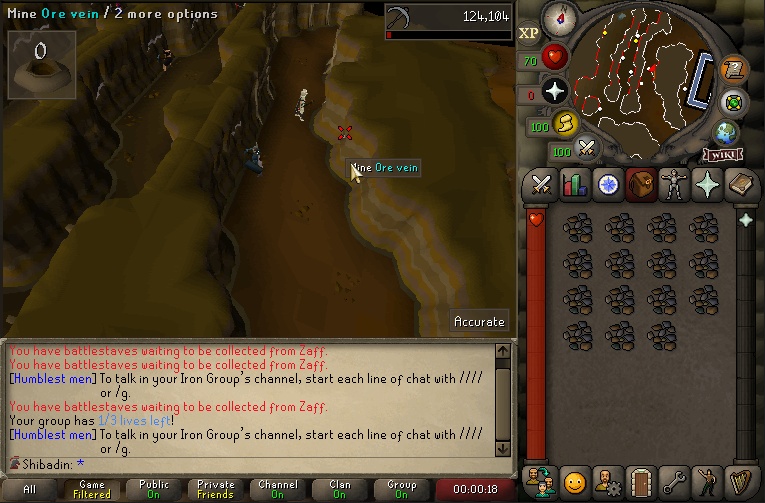 Mine Ore vein / 2 more options
124,104
0
XP
70
0
100
100
WIKI
Mine Ore vein
Accurate
You have battlestaves waiting to be collected from Zaff.
You have battlestaves waiting to be collected from Zaff.
[Humblest men] To talk in your Iron Group's channel, start each line of chat with ////
or /g.
You have battlestaves waiting to be collected from Zaff.
Your group has 1/3 lives left!
[Humblest men] To talk in your Iron Group's channel, start each line of chat with ////
or /g.
Shibadin: *
All
Game
Filtered
Public
On
Private
Friends
Channel
On
Clan
On
Group
On
00:00:18